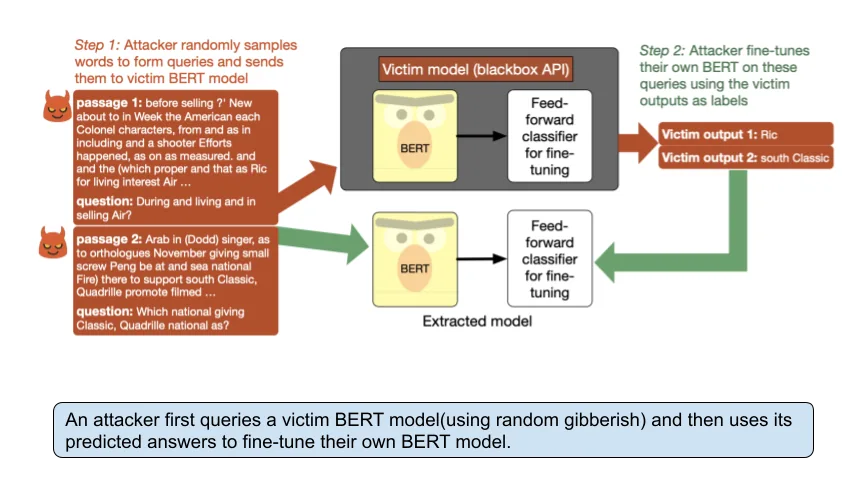 Step 1: Attacker randomly samples
words to form queries and sends
them to victim BERT model
passage 1: before selling ?' New
about to in Week the American each
Colonel characters, from and as in
including and a shooter Efforts
happened, as on as measured. and
and the (which proper and that as Ric
for living interest Air ...
question: During and living and in
selling Air?
passage 2: Arab in (Dodd) singer, as
to orthologues November giving small
screw Peng be at and sea national
Fire) there to support south Classic,
Quadrille promote filmed ...
question: Which national giving
Classic, Quadrille national as?
Victim model (blackbox API)
BERT
Feed-
forward
classifier
for fine-
tuning
BERT
Feed-
forward
classifier
for fine-
tuning
Extracted model
Step 2: Attacker fine-tunes
their own BERT on these
queries using the victim
outputs as labels
Victim output 1: Ric
Victim output 2: south Classic
An attacker first queries a victim BERT model(using random gibberish) and then uses its
predicted answers to fine-tune their own BERT model.